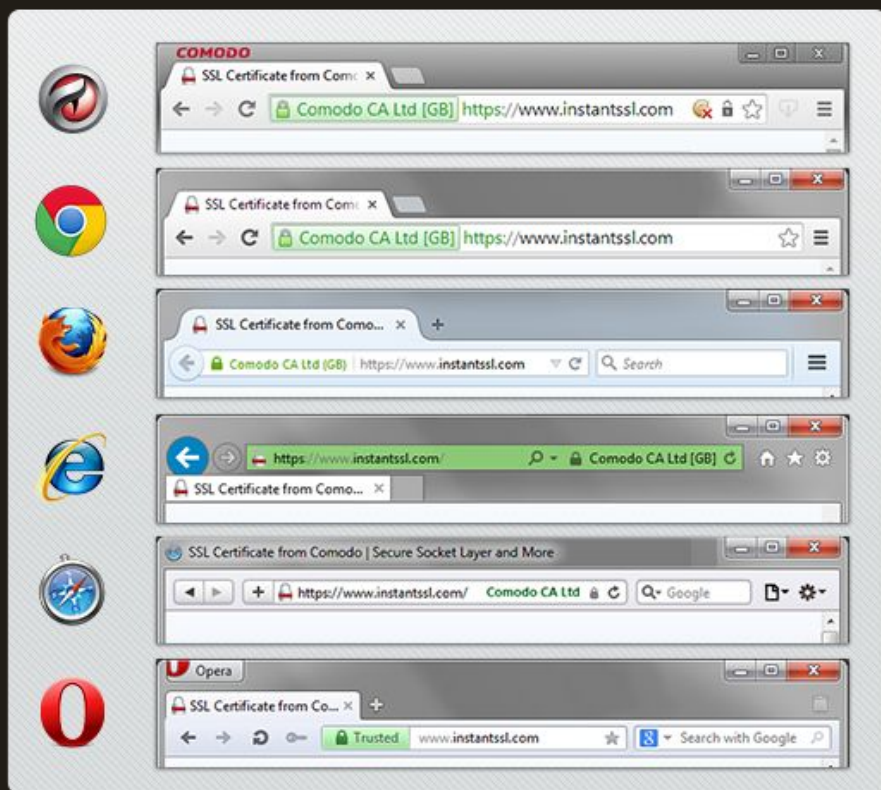 COMODO
SSL Certificate from Como
Comodo CA Ltd [GB] https://www.instantssl.com
SSL Certificate from Como
Comodo CA Ltd [GB] https://www.instantssl.com
SSL Certificate from Como...
Comodo CA Ltd (GB) https://www.instantssl.com Search
https://www.instantssl.com/ Comodo CA Ltd [GB]
SSL Certificate from Como...
SSL Certificate from Comodo | Secure Socket Layer and More
https://www.instantssl.com/ Comodo CA Ltd Google
Opera
SSL Certificate from Co...
Trusted www.instantssl.com 8 Search with Google